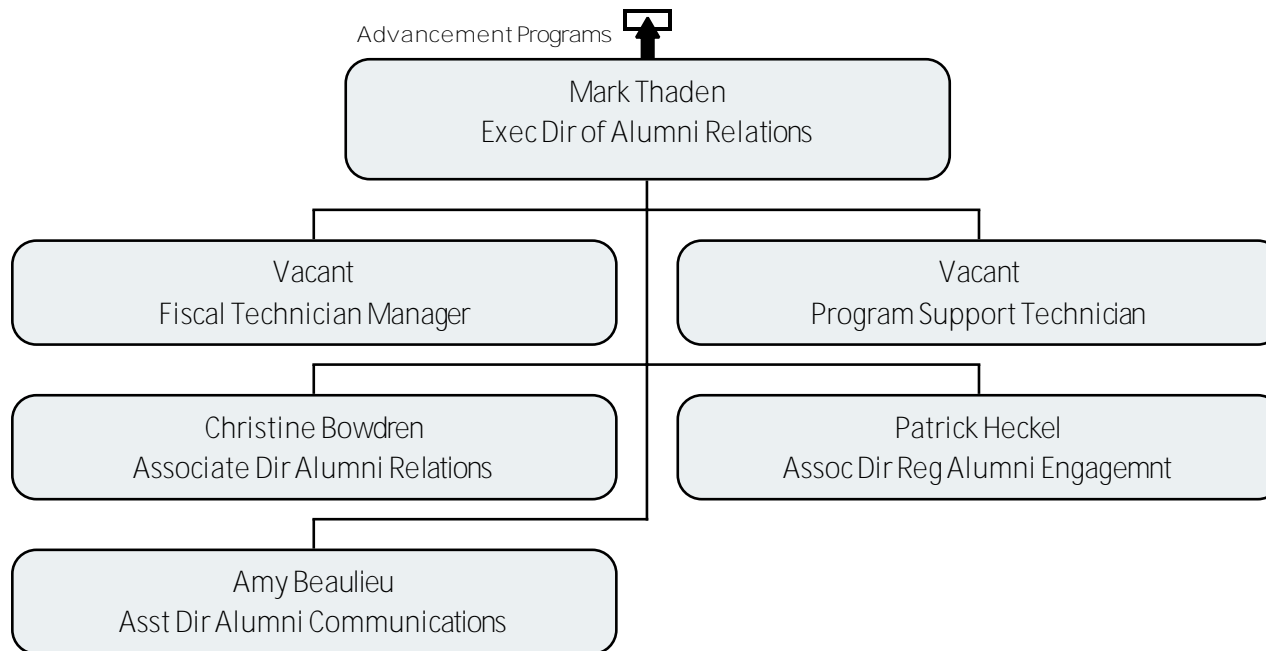 Advancement Programs
Mark Thaden
Exec Dir of Alumni Relations
Vacant
Fiscal Technician Manager
Vacant
Program Support Technician
Christine Bowdren
Associate Dir Alumni Relations
Patrick Heckel
Assoc Dir Reg Alumni Engagemnt
Amy Beaulieu
Asst Dir Alumni Communications